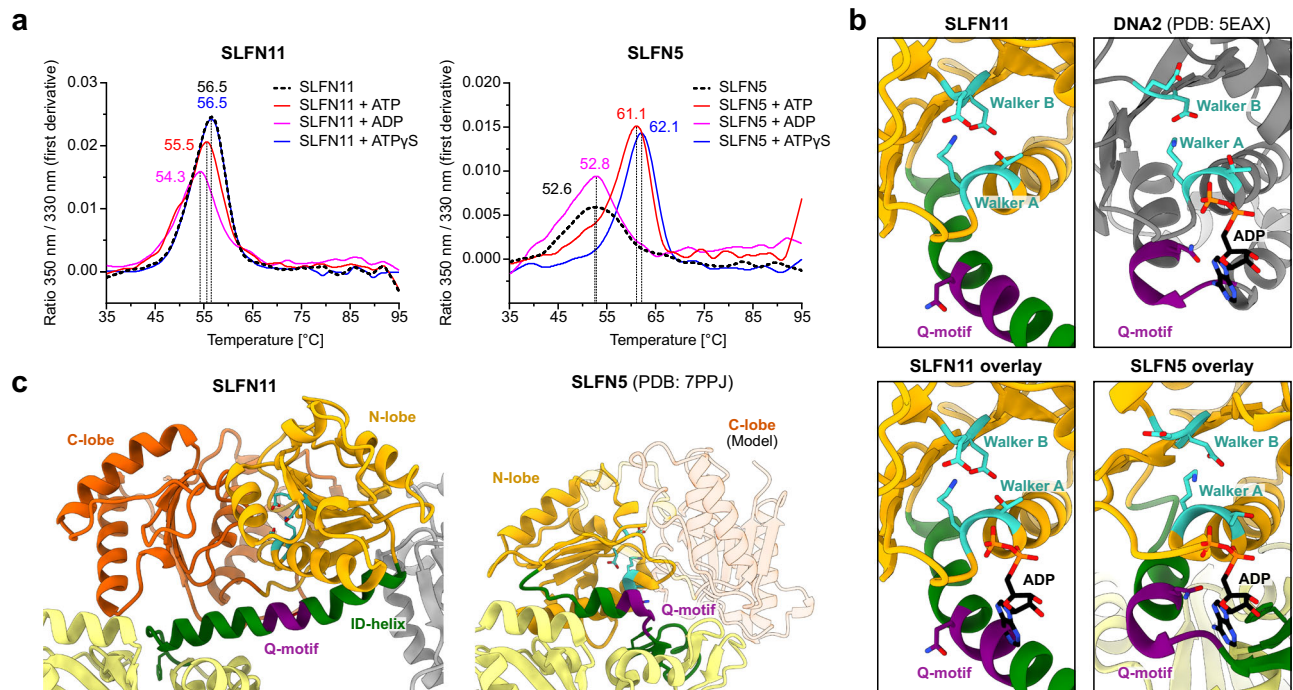 a
SLFN11
Ratio 350 nm / 330 nm (first derivative)
0.03
0.02
0.01
0.00
56.5
56.5
55.5
54.3
SLFN11
SLFN11 + ATP
SLFN11 + ADP
SLFN11 + ATPγS
35 45 55 65 75 85 95
Temperature [°C]
SLFN5
Ratio 350 nm / 330 nm (first derivative)
0.020
0.015
0.010
0.005
0.000
61.1
62.1
52.8
52.6
SLFN5
SLFN5 + ATP
SLFN5 + ADP
SLFN5 + ATPγS
35 45 55 65 75 85 95
Temperature [°C]
b
SLFN11
Walker B
Walker A
Q-motif
DNA2 (PDB: 5EAX)
Walker B
Walker A
ADP
Q-motif
SLFN11 overlay
Walker B
Walker A
ADP
Q-motif
SLFN5 overlay
Walker B
Walker A
ADP
Q-motif
c
SLFN11
C-lobe
N-lobe
ID-helix
Q-motif
SLFN5 (PDB: 7PPJ)
C-lobe
(Model)
N-lobe
Q-motif